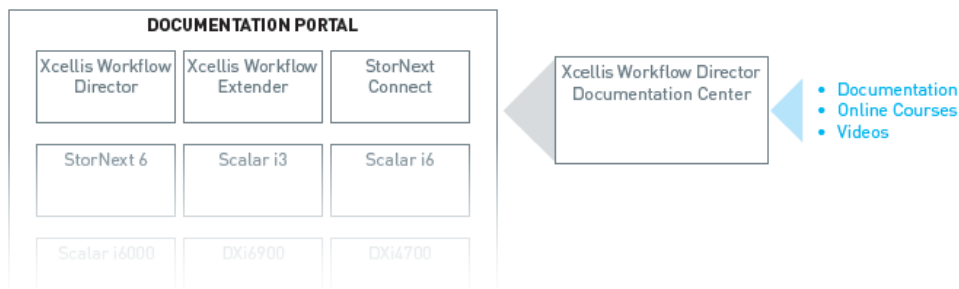 DOCUMENTATION PORTAL
Xcellis Workflow
Director
Xcellis Workflow
Extender
StorNext
Connect
StorNext 6
Scalar i3
Scalar i6
Scalar i6000
DXi6900
DXi4700
Xcellis Workflow Director
Documentation Center
• Documentation
• Online Courses
• Videos